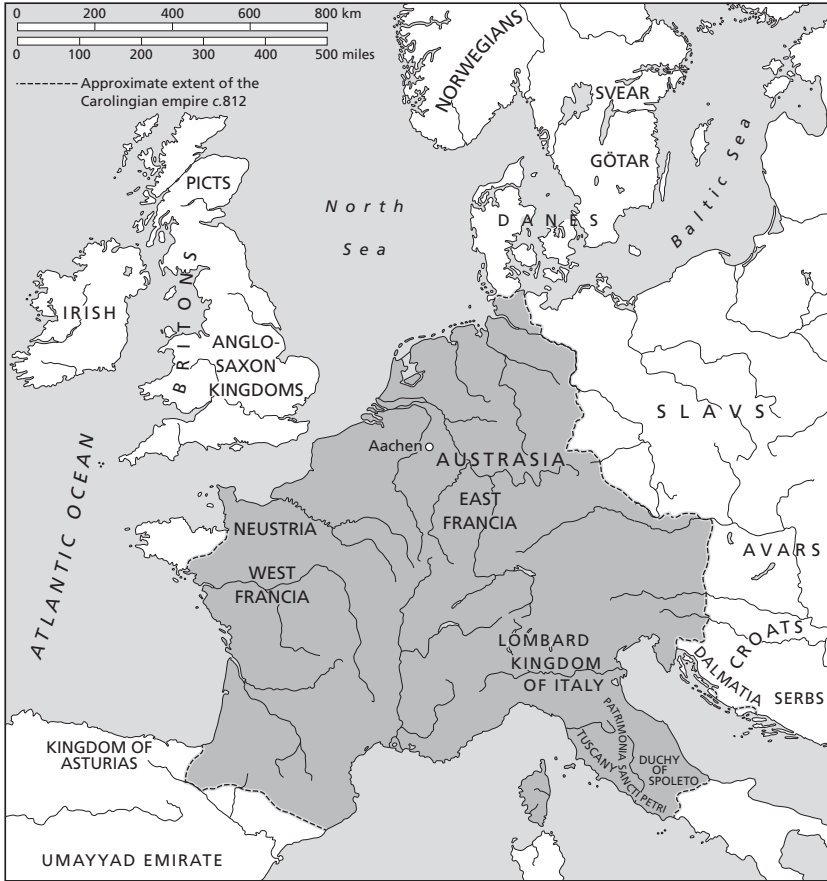 0 200 400 600 800 km
0 100 200 300 400 500 miles
Approximate extent of the
Carolingian empire c.812
NORWEGIANS
SVEAR
GÖTAR
Baltic Sea
PICTS
North
Sea
DANES
IRISH
BRITONS
ANGLO-
SAXON
KINGDOMS
SLAVS
ATLANTIC OCEAN
Aachen
AUSTRASIA
EAST
FRANCIA
NEUSTRIA
WEST
FRANCIA
AVARS
CROATS
DALMATIA
SERBS
LOMBARD
KINGDOM
OF ITALY
PATRIMONIA SANCTI PETRI
TUSCANY
DUCHY
OF
SPOLETO
KINGDOM OF
ASTURIAS
UMAYYAD EMIRATE